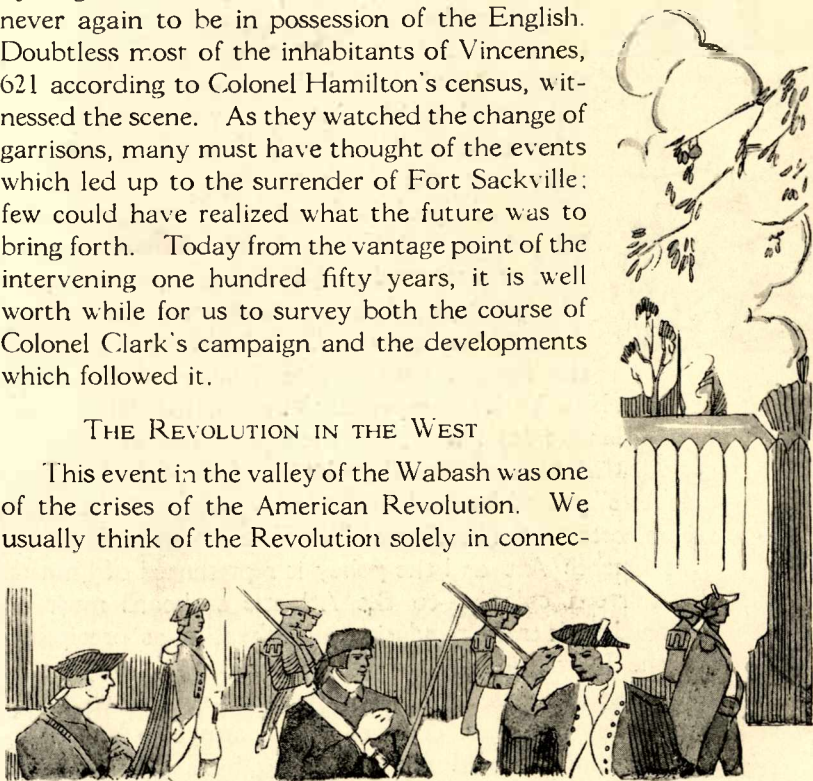 never again to be in possession of the English.
Doubtless most of the inhabitants of Vincennes,
621 according to Colonel Hamilton's census, wit-
nessed the scene. As they watched the change of
garrisons, many must have thought of the events
which led up to the surrender of Fort Sackville;
few could have realized what the future was to
bring forth. Today from the vantage point of the
intervening one hundred fifty years, it is well
worth while for us to survey both the course of
Colonel Clark's campaign and the developments
which followed it.
THE REVOLUTION IN THE WEST
This event in the valley of the Wabash was one
of the crises of the American Revolution. We
usually think of the Revolution solely in connec-